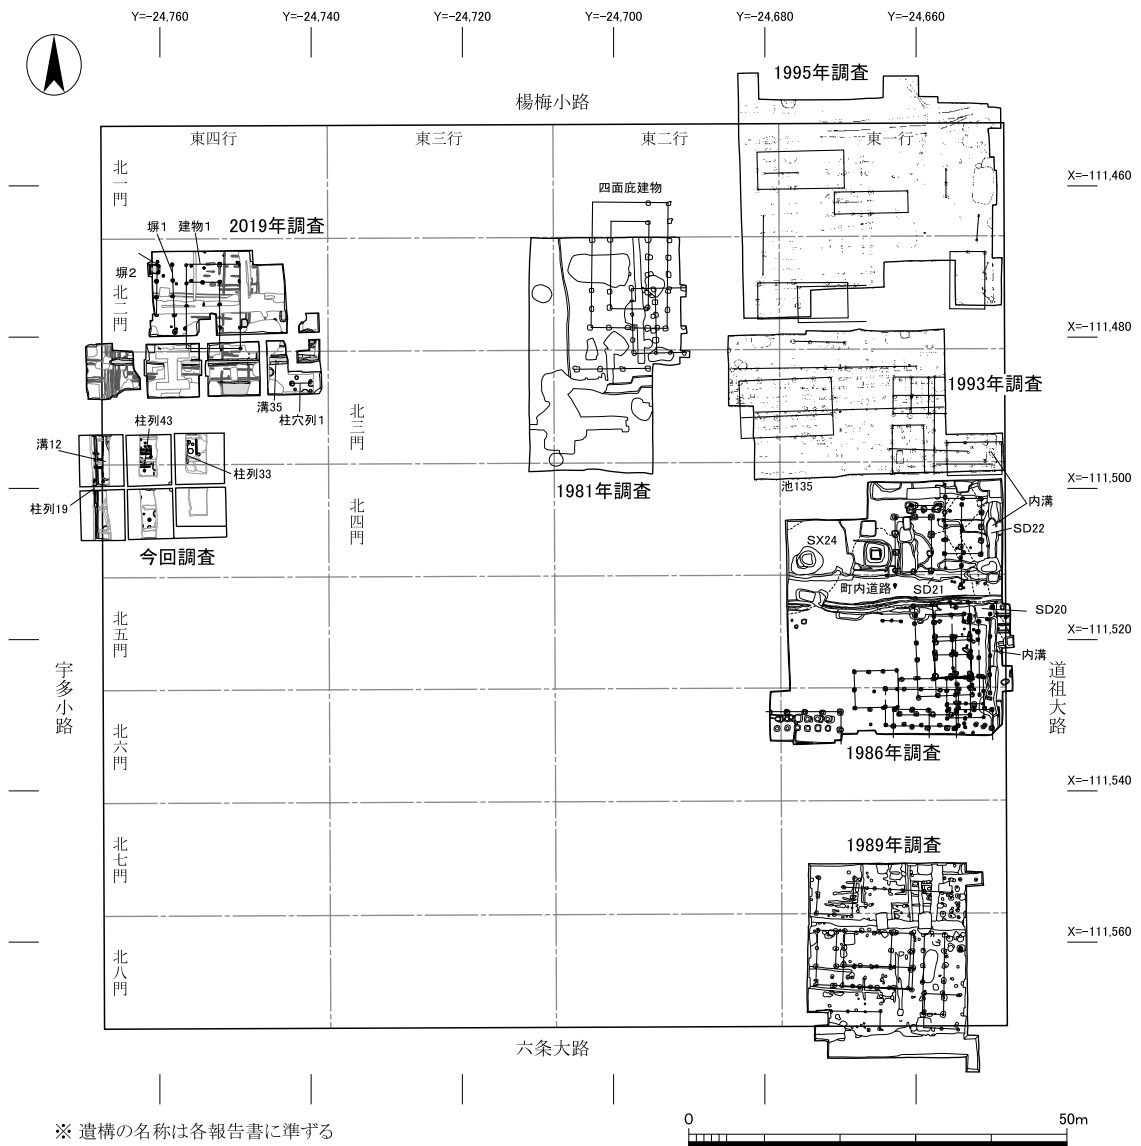 Y=-24,760
Y=-24,740
Y=-24,720
Y=-24,700
Y=-24,680
Y=-24,660
1995年調査
楊梅小路
東四行
東三行
東二行
東一行
北一門
X=-111,460
四面庇建物
2019年調査
塀1
建物1
塀2
北二門
X=-111,480
1993年調査
溝35
柱穴列1
北三門
柱列43
溝12
柱列33
柱列19
今回調査
1981年調査
池135
X=-111,500
内溝
SD22
北四門
SX24
町内道路
SD21
SD20
X=-111,520
内溝
北五門
宇多小路
道祖大路
北六門
1986年調査
X=-111,540
1989年調査
北七門
X=-111,560
北八門
六条大路
※ 遺構の名称は各報告書に準ずる
0
50m